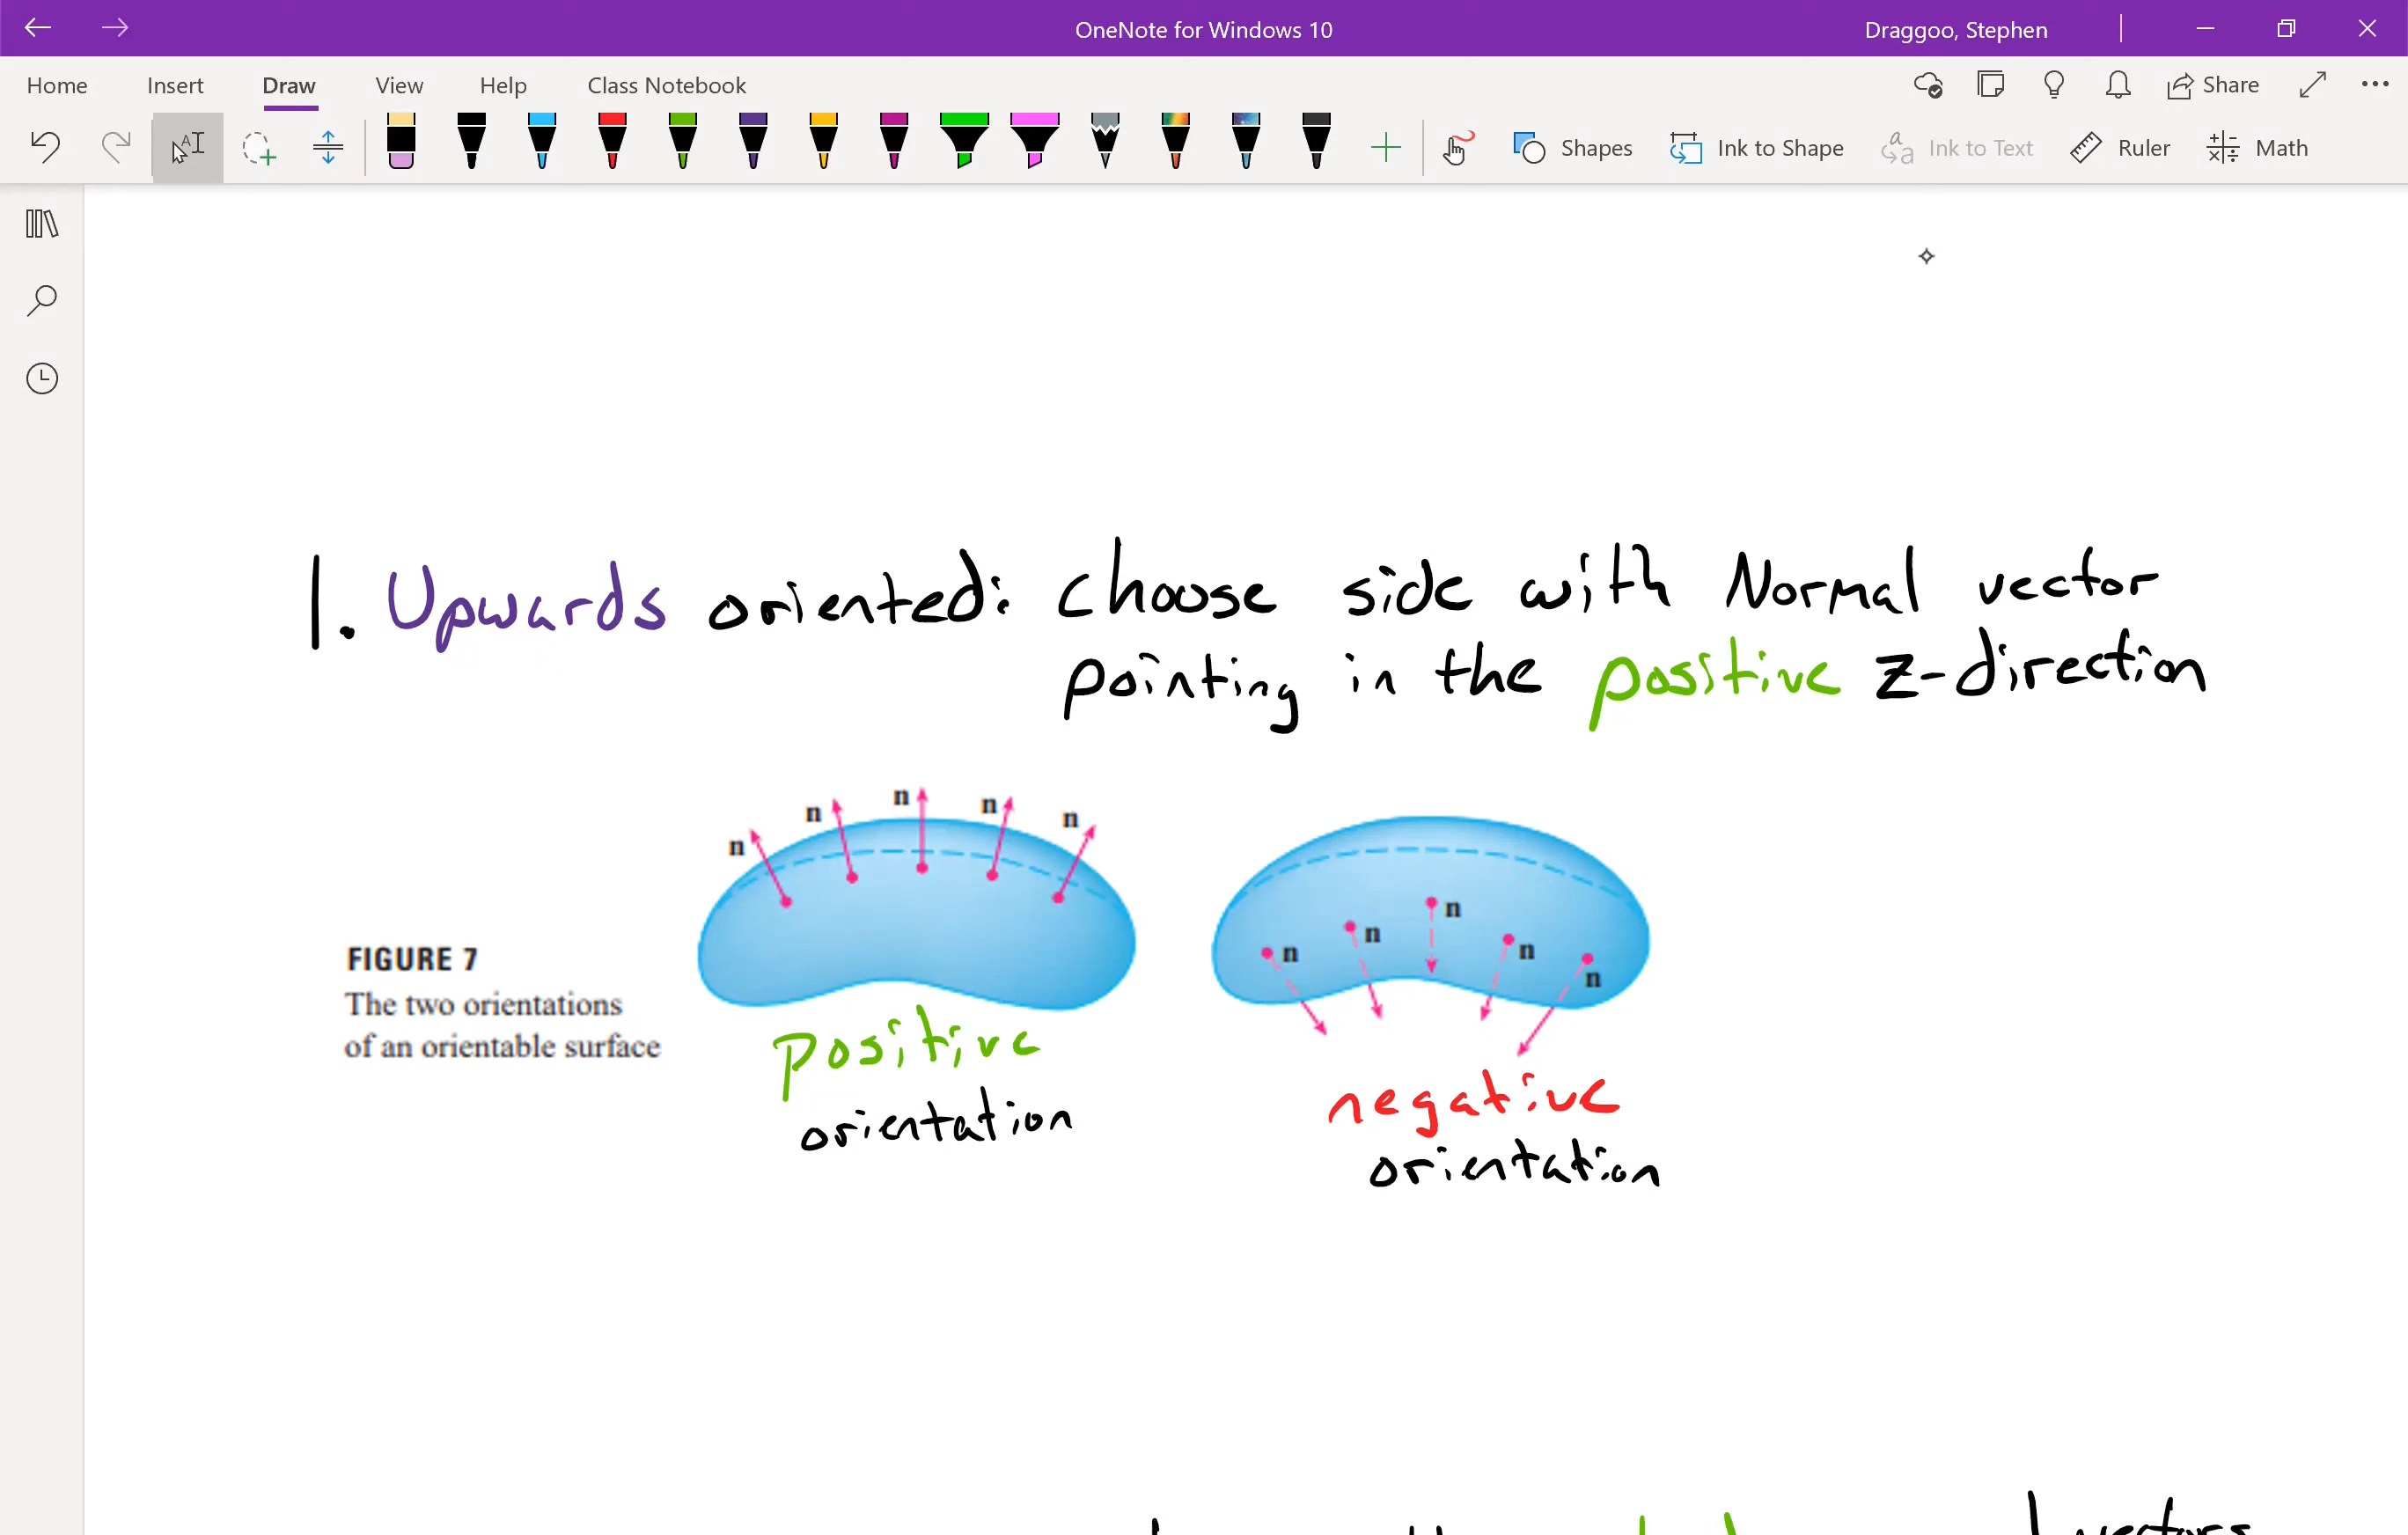 OneNote for Windows 10
Draggoo, Stephen
Home Insert Draw View Help Class Notebook
Share
Shapes Ink to Shape Ink to Text Ruler Math
1. Upwards oriented: choose side with Normal vector
pointing in the positive z-direction
n n n n n
n n n n n
FIGURE 7
The two orientations
of an orientable surface
positive
orientation
negative
orientation
vectors